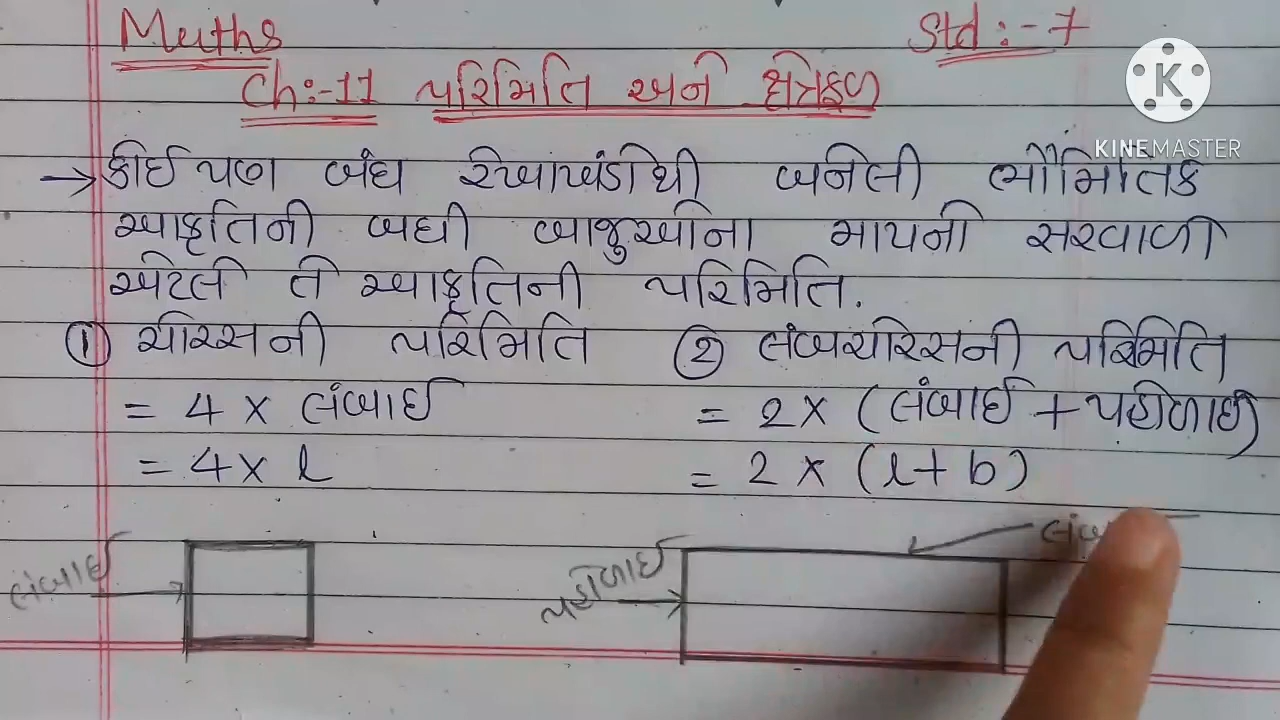 Maths
Std :- 7
K
KINEMASTER
Ch:-11 પરિમિતિ અને ક્ષેત્રફળ
→ કોઈ પણ બંધ રેખાખંડોથી બનેલી ભૌમિતિક
આકૃતિની બધી બાજુઓના માપનો સરવાળો
એટલે તે આકૃતિની પરિમિતિ.
① ચોરસની પરિમિતિ
= 4 × લંબાઈ
= 4 × l
② લંબચોરસની પરિમિતિ
= 2 × (લંબાઈ + પહોળાઈ)
= 2 × (l + b)
લંબાઈ
પહોળાઈ